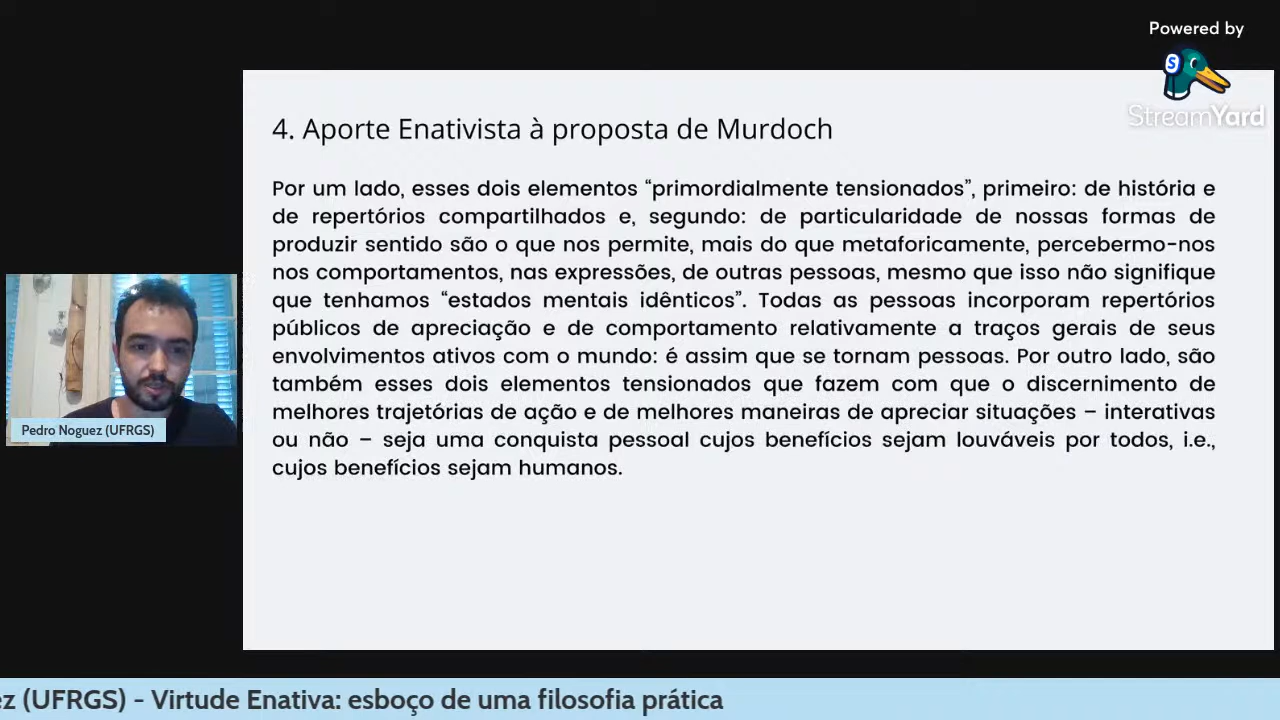 Powered by
S
StreamYard
4. Aporte Enativista à proposta de Murdoch
Por um lado, esses dois elementos “primordialmente tensionados”, primeiro: de história e
de repertórios compartilhados e, segundo: de particularidade de nossas formas de
produzir sentido são o que nos permite, mais do que metaforicamente, percebermo-nos
nos comportamentos, nas expressões, de outras pessoas, mesmo que isso não signifique
que tenhamos “estados mentais idênticos”. Todas as pessoas incorporam repertórios
públicos de apreciação e de comportamento relativamente a traços gerais de seus
envolvimentos ativos com o mundo: é assim que se tornam pessoas. Por outro lado, são
também esses dois elementos tensionados que fazem com que o discernimento de
melhores trajetórias de ação e de melhores maneiras de apreciar situações – interativas
ou não – seja uma conquista pessoal cujos benefícios sejam louváveis por todos, i.e.,
cujos benefícios sejam humanos.
Pedro Noguez (UFRGS)
ez (UFRGS) - Virtude Enativa: esboço de uma filosofia prática